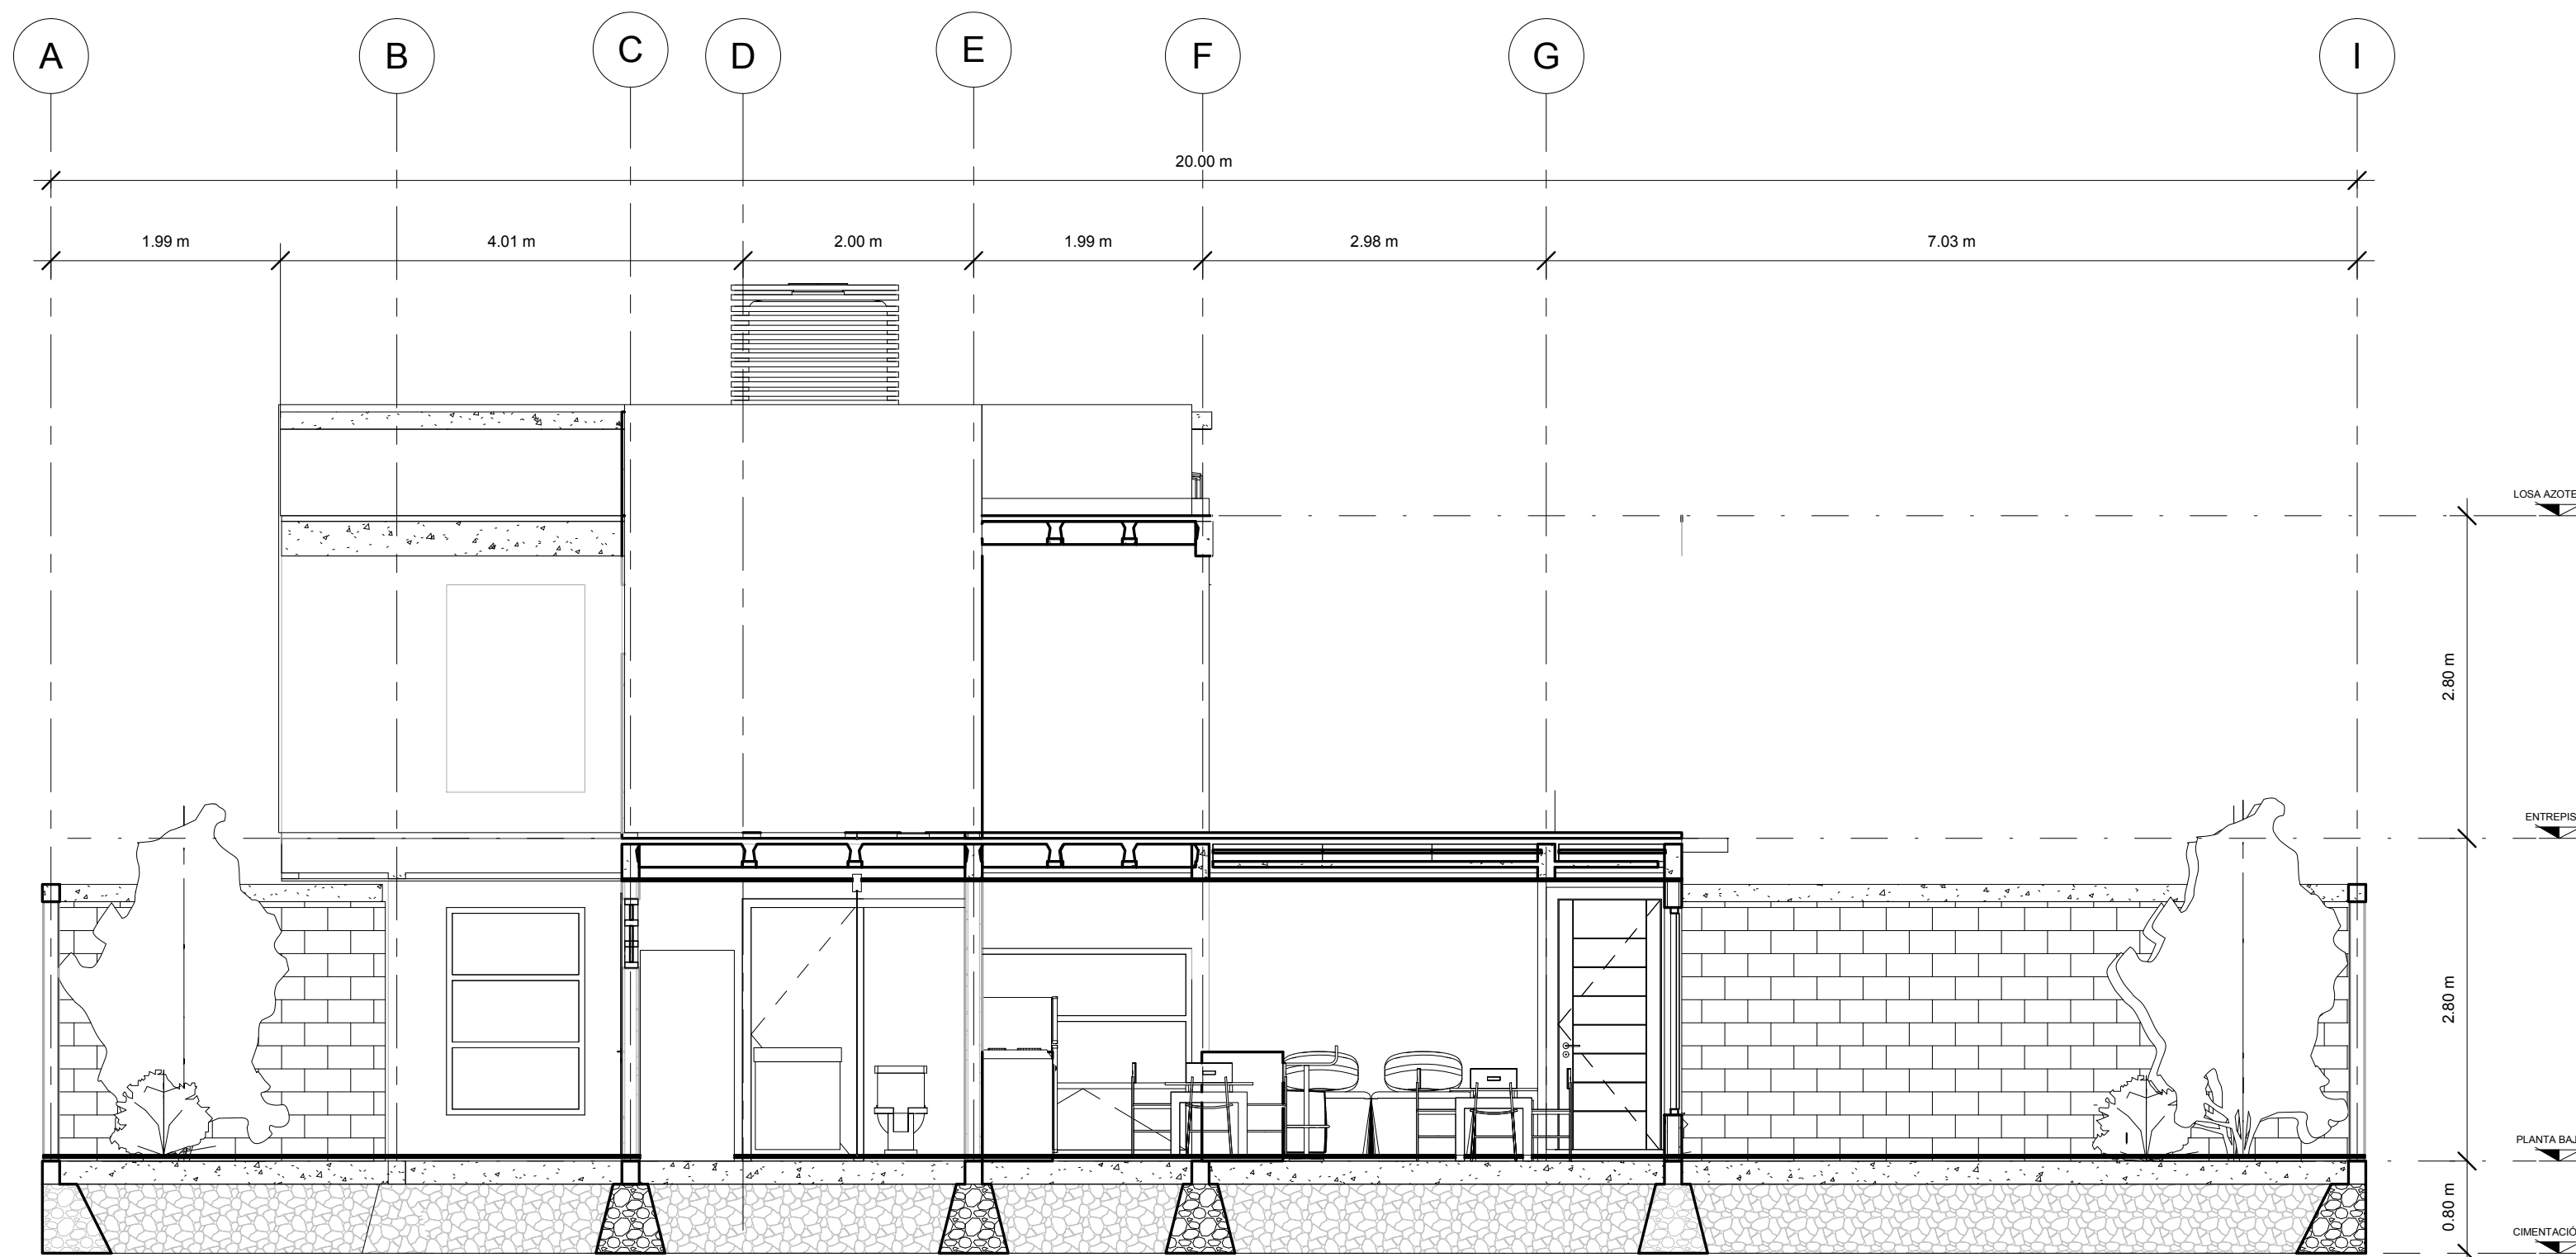 A B C D E F G I
20.00 m
1.99 m 4.01 m 2.00 m 1.99 m 2.98 m 7.03 m
LOSA AZOTE
2.80 m
ENTREPIS
2.80 m
PLANTA BAJ
0.80 m
CIMENTACIÓ